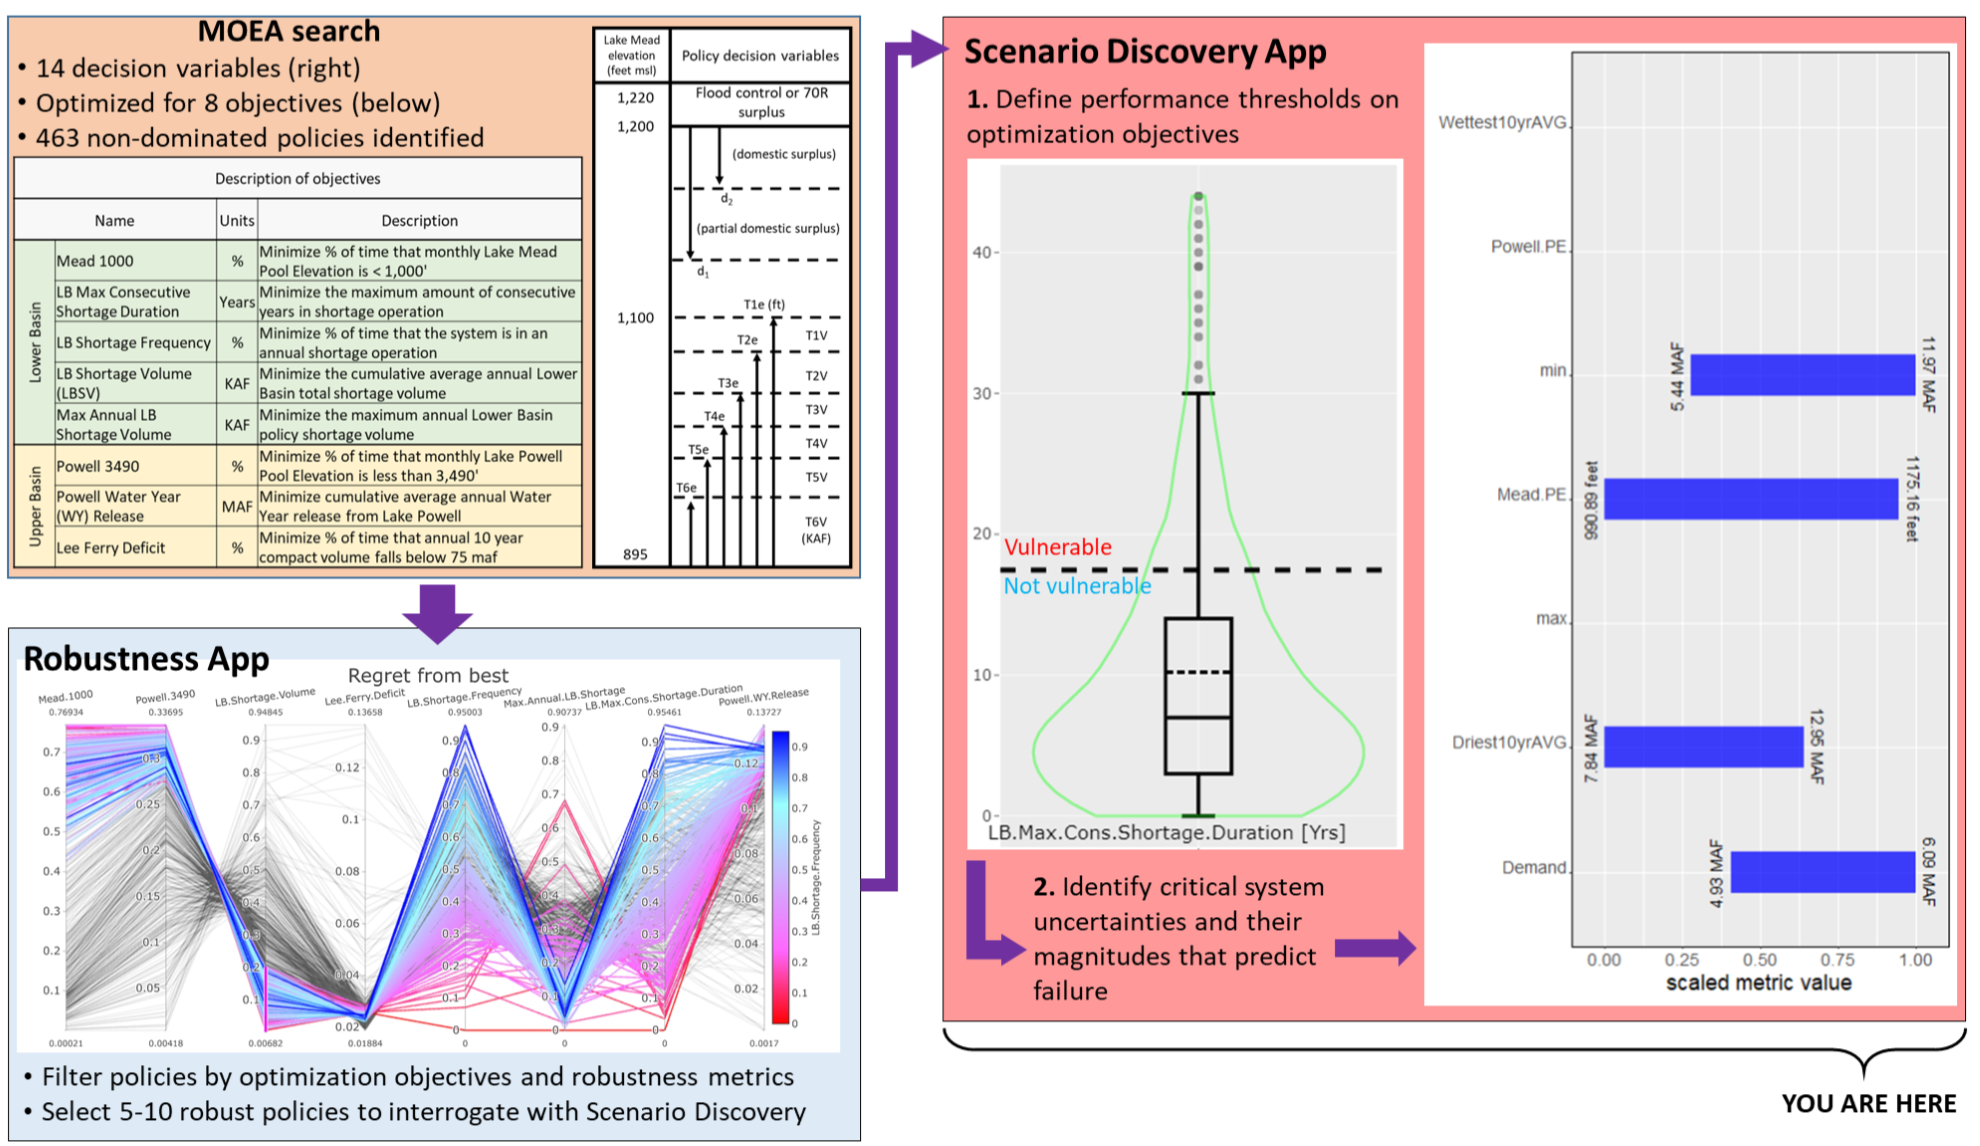 MOEA search
• 14 decision variables (right)
• Optimized for 8 objectives (below)
• 463 non-dominated policies identified
Description of objectives
Name Units Description
Lower Basin
Mead 1000 % Minimize % of time that monthly Lake Mead
Pool Elevation is < 1,000'
LB Max Consecutive
Shortage Duration Years Minimize the maximum amount of consecutive
years in shortage operation
LB Shortage Frequency % Minimize % of time that the system is in an
annual shortage operation
LB Shortage Volume
(LBSV) KAF Minimize the cumulative average annual Lower
Basin total shortage volume
Max Annual LB
Shortage Volume KAF Minimize the maximum annual Lower Basin
policy shortage volume
Upper Basin
Powell 3490 % Minimize % of time that monthly Lake Powell
Pool Elevation is less than 3,490'
Powell Water Year
(WY) Release MAF Minimize cumulative average annual Water
Year release from Lake Powell
Lee Ferry Deficit % Minimize % of time that annual 10 year
compact volume falls below 75 maf
Lake Mead
elevation
(feet msl)
Policy decision variables
1,220
Flood control or 70R
surplus
1,200
(domestic surplus)
d2
(partial domestic surplus)
d1
T1e (ft)
1,100
T1V
T2e
T2V
T3e
T3V
T4e
T4V
T5e
T5V
T6e
T6V
(KAF)
895
Robustness App
Regret from best
Mead.1000 Powell.3490 LB.Shortage.Volume Lee.Ferry.Deficit LB.Shortage.Frequency Max.Annual.LB.Shortage LB.Max.Cons.Shortage.Duration Powell.WY.Release
0.76934 0.33695 0.94845 0.13658 0.95003 0.90737 0.95461 0.13727
0.7
0.6
0.5
0.4
0.3
0.2
0.1
0.3
0.25
0.2
0.15
0.1
0.05
0.9
0.8
0.7
0.6
0.5
0.4
0.3
0.2
0.1
0.12
0.1
0.08
0.06
0.04
0.02
0.9
0.8
0.7
0.6
0.5
0.4
0.3
0.2
0.1
0
0.9
0.8
0.7
0.6
0.5
0.4
0.3
0.2
0.1
0
0.9
0.8
0.7
0.6
0.5
0.4
0.3
0.2
0.1
0
0.12
0.1
0.08
0.06
0.04
0.02
0.9
0.8
0.7
0.6
0.5
0.4
0.3
0.2
0.1
0
LB.Shortage.Frequency
0.00021 0.00418 0.00682 0.01884 0 0 0 0.0017
• Filter policies by optimization objectives and robustness metrics
• Select 5-10 robust policies to interrogate with Scenario Discovery
Scenario Discovery App
1. Define performance thresholds on
optimization objectives
40
30
20
10
0
Vulnerable
Not vulnerable
LB.Max.Cons.Shortage.Duration [Yrs]
2. Identify critical system
uncertainties and their
magnitudes that predict
failure
Wettest10yrAVG
Powell.PE
min
5.44 MAF
11.97 MAF
Mead.PE
990.89 feet
1175.16 feet
max
Driest10yrAVG
7.84 MAF
12.95 MAF
Demand
4.93 MAF
6.09 MAF
0.00 0.25 0.50 0.75 1.00
scaled metric value
YOU ARE HERE